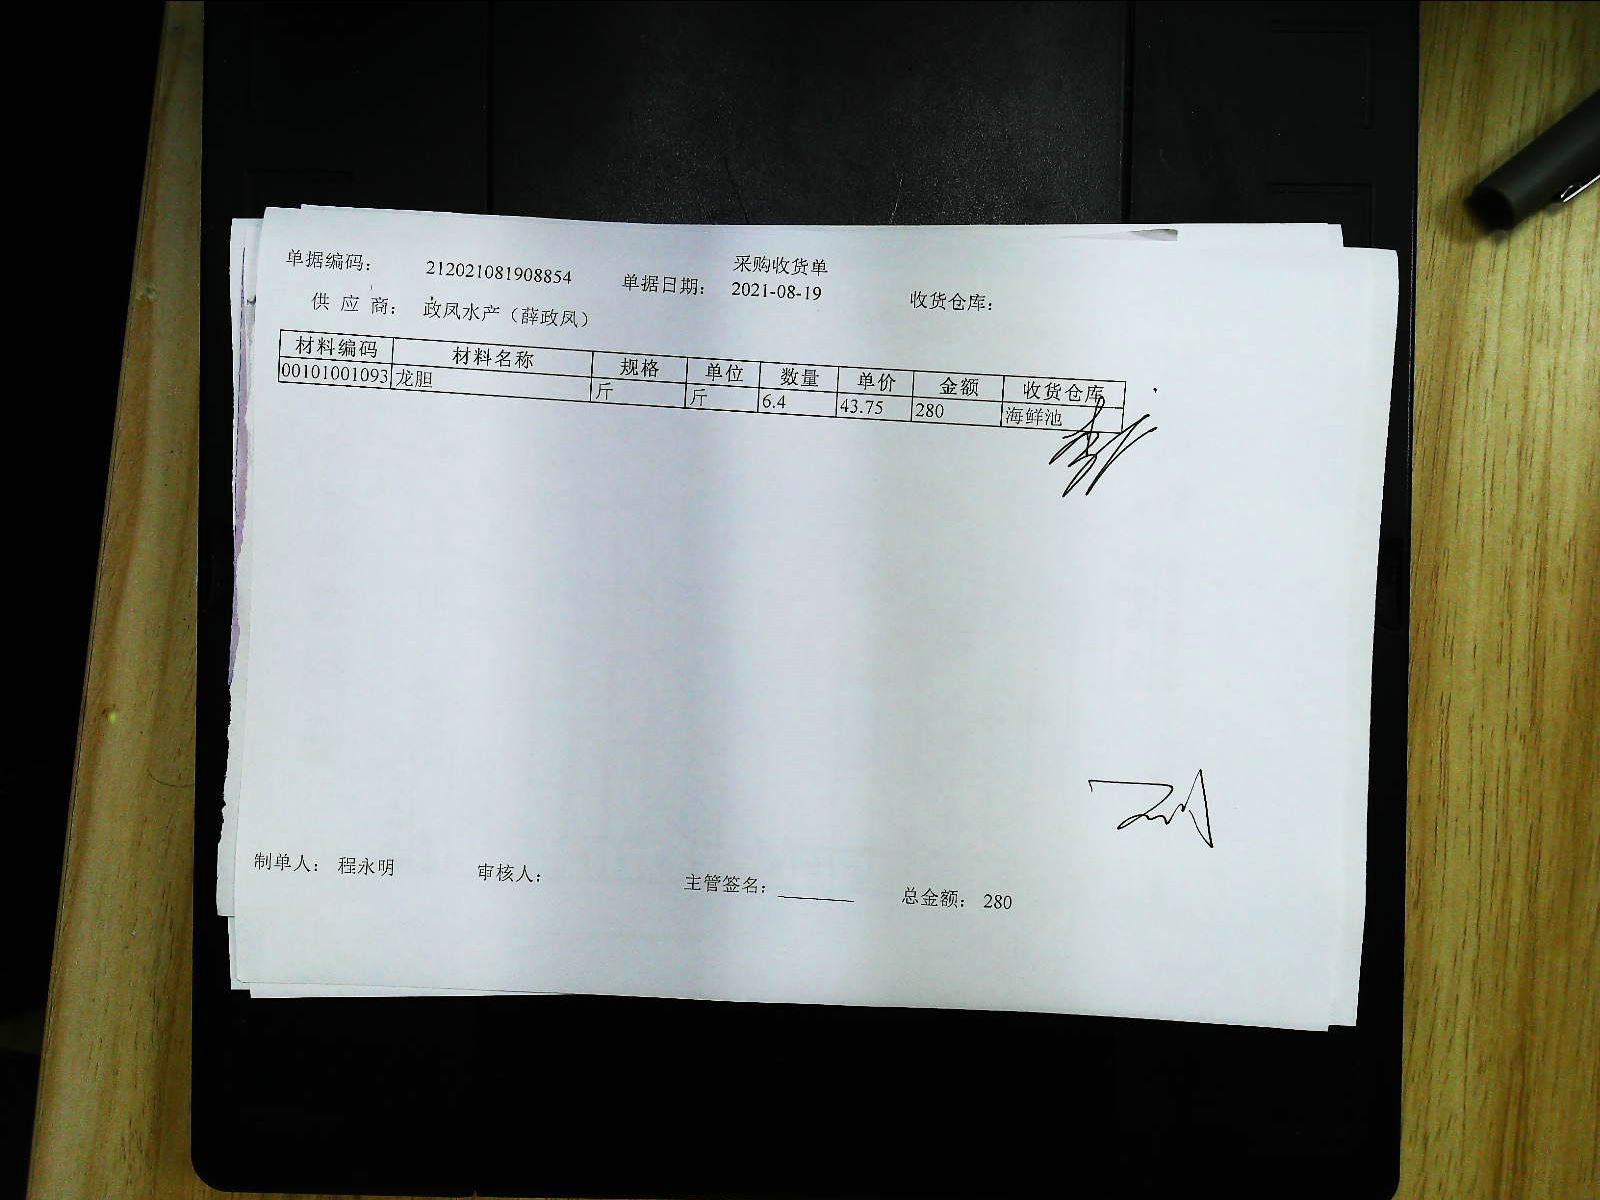 采购收货单
单据编码： 212021081908854 单据日期： 2021-08-19 收货仓库：
供 应 商： 政凤水产（薛政凤）
材料编码 材料名称 规格 单位 数量 单价 金额 收货仓库
00101001093 龙胆 斤 斤 6.4 43.75 280 海鲜池
制单人： 程永明 审核人： 主管签名： 总金额： 280